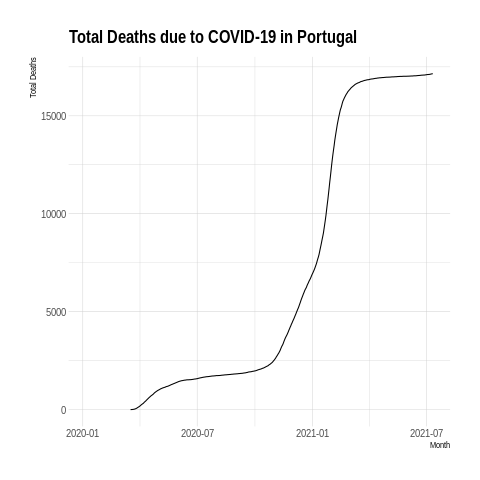 Total Deaths due to COVID-19 in Portugal
Total Deaths
15000
10000
5000
0
2020-01 2020-07 2021-01 2021-07
Month